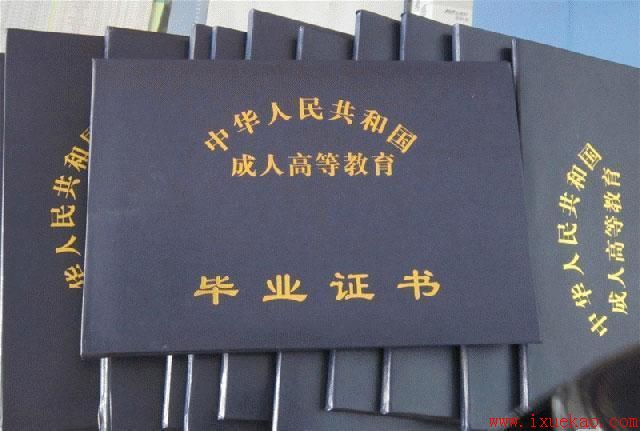 中华人民共和国
成人高等教育
毕业证书
华人民共和
中华人民共和国
成人高等教育
www.ixuekao.com